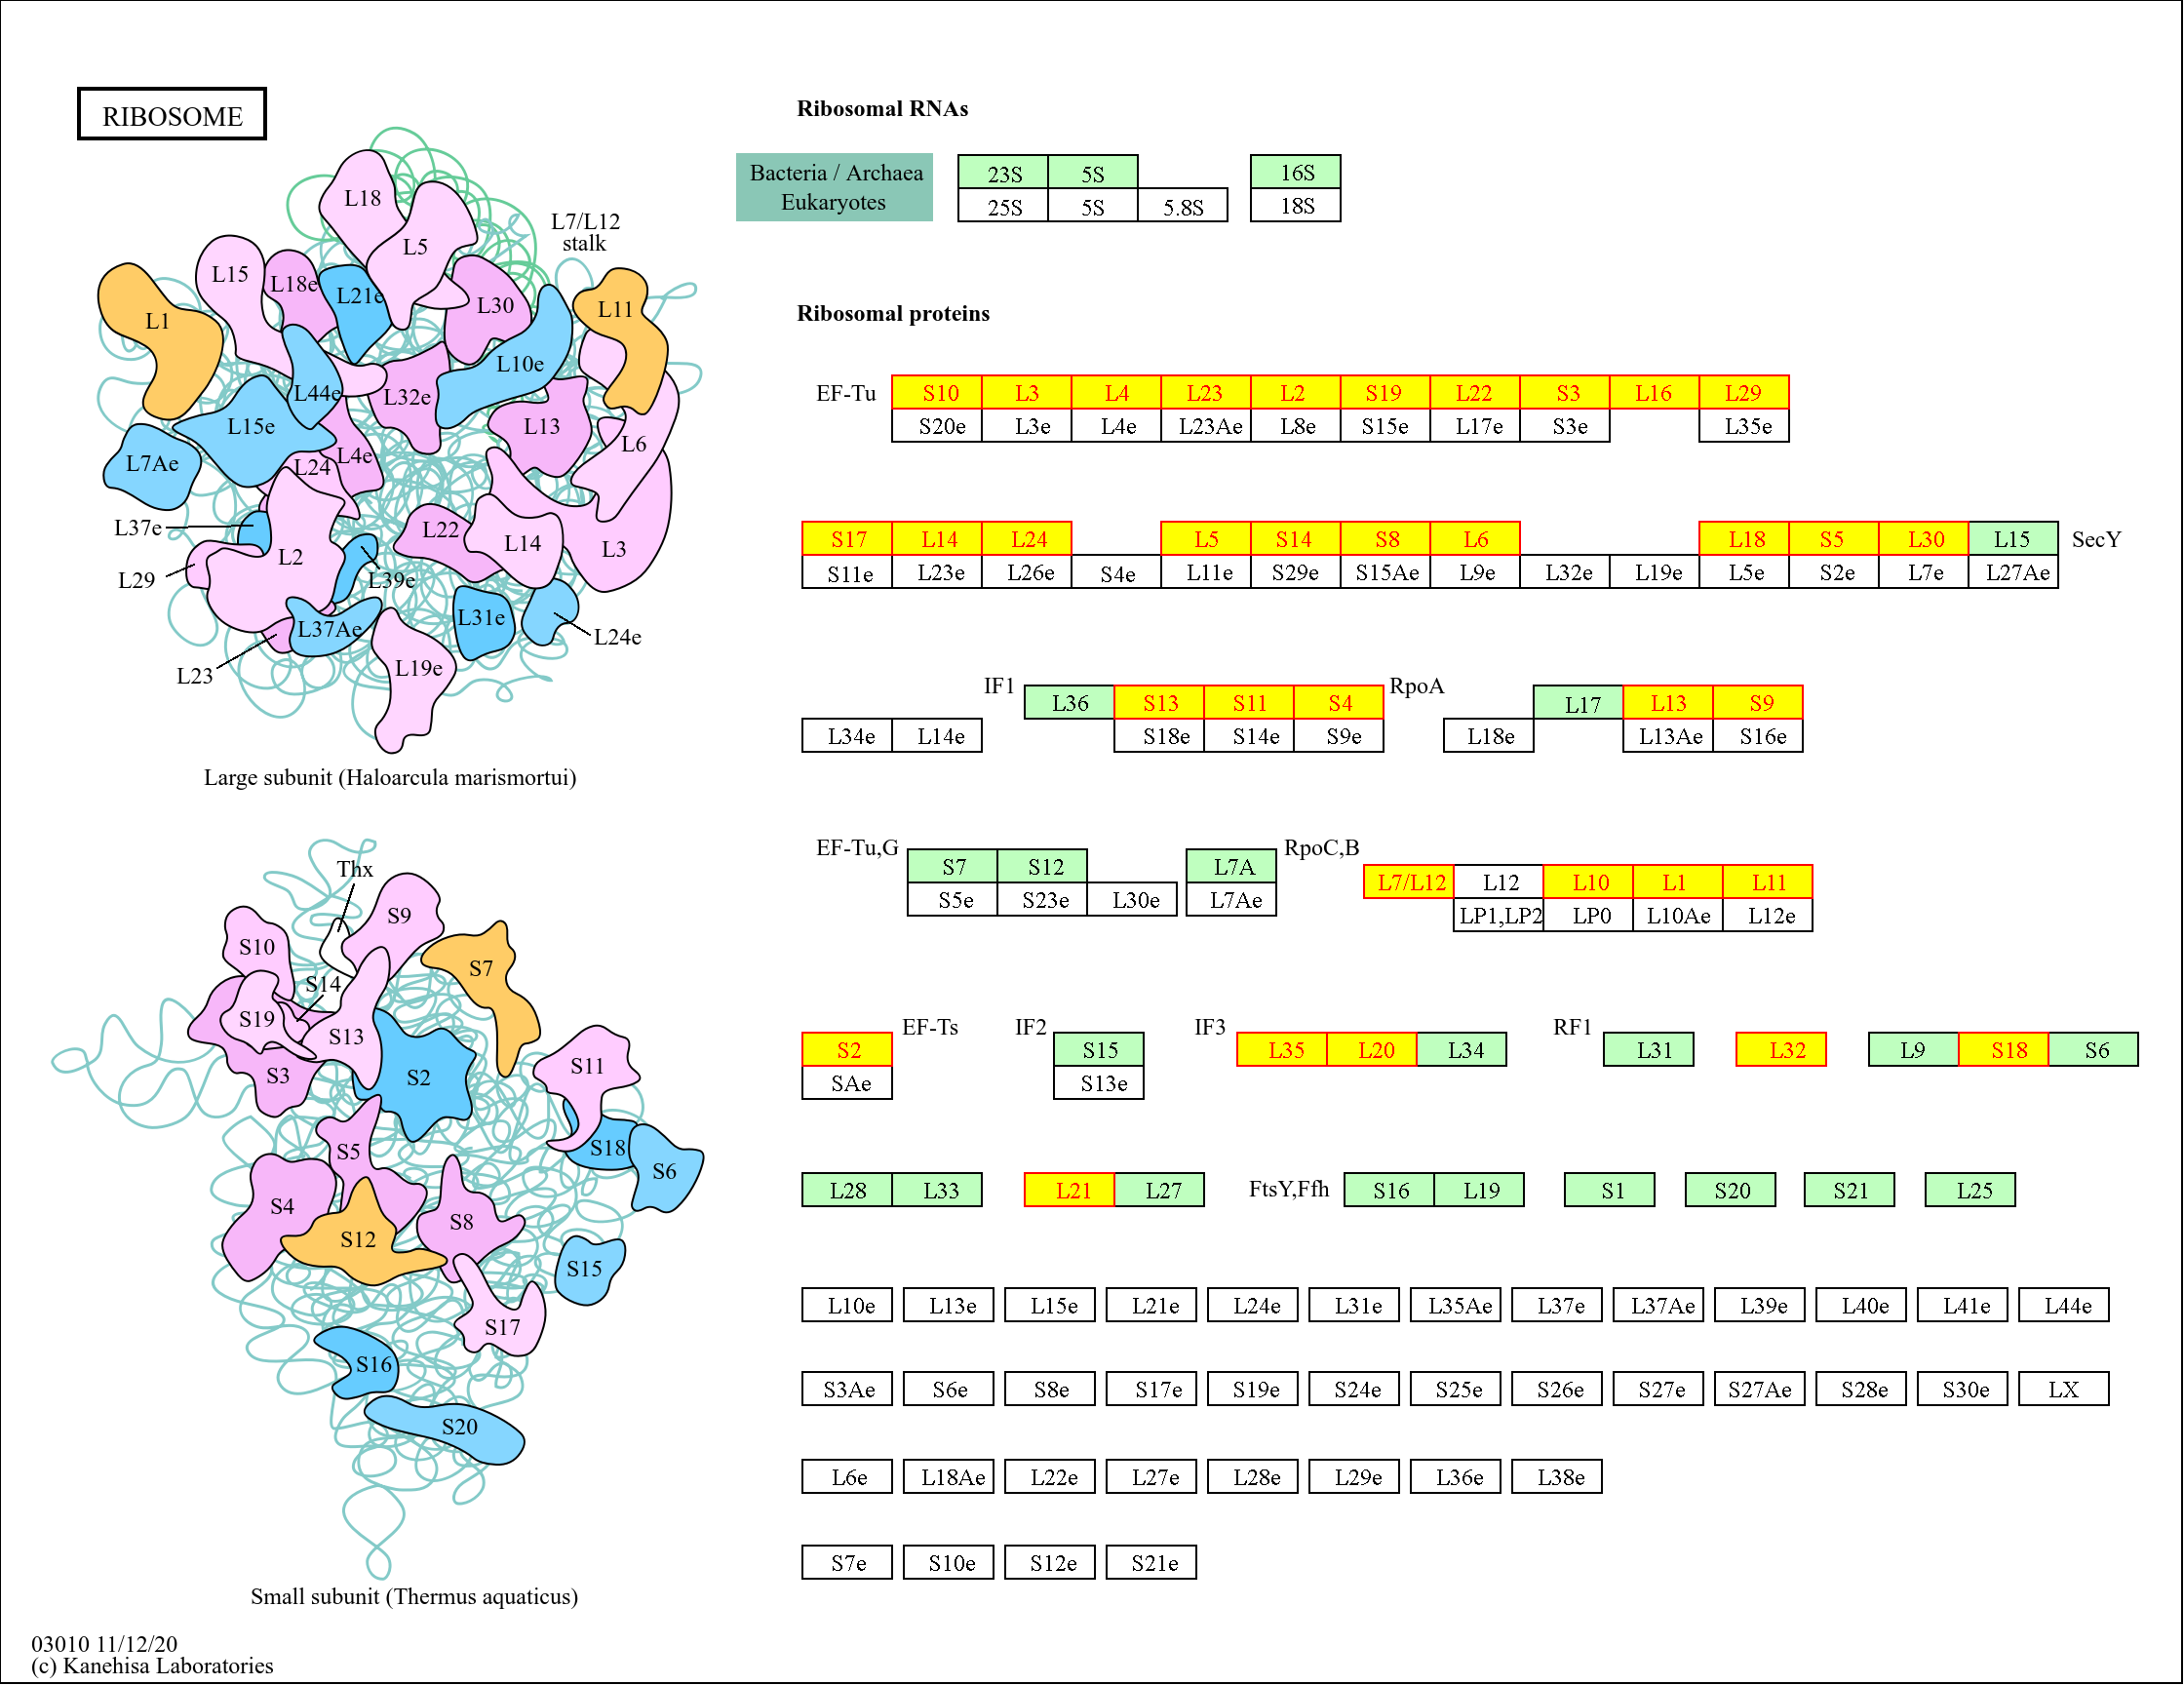 RIBOSOME
L18
L5
L7/L12
stalk
L15
L18e
L21e
L30
L11
L1
L10e
L44e
L32e
L15e
L13
L6
L7Ae
L24
L4e
L37e
L22
L14
L3
L2
L29
L39e
L37Ae
L31e
L24e
L23
L19e
Large subunit (Haloarcula marismortui)
Thx
S9
S10
S7
S14
S19
S13
S3
S2
S11
S5
S18
S6
S4
S8
S12
S15
S17
S16
S20
Small subunit (Thermus aquaticus)
03010 11/12/20
(c) Kanehisa Laboratories
Ribosomal RNAs
Bacteria / Archaea 23S 5S 16S
Eukaryotes 25S 5S 5.8S 18S
Ribosomal proteins
EF-Tu S10 L3 L4 L23 L2 S19 L22 S3 L16 L29
S20e L3e L4e L23Ae L8e S15e L17e S3e L35e
S17 L14 L24 L5 S14 S8 L6 L18 S5 L30 L15 SecY
S11e L23e L26e S4e L11e S29e S15Ae L9e L32e L19e L5e S2e L7e L27Ae
IF1 L36 S13 S11 S4 RpoA L17 L13 S9
L34e L14e S18e S14e S9e L18e L13Ae S16e
EF-Tu,G S7 S12 L7A RpoC,B L7/L12 L12 L10 L1 L11
S5e S23e L30e L7Ae LP1,LP2 LP0 L10Ae L12e
S2 EF-Ts IF2 S15 IF3 L35 L20 L34 RF1 L31 L32 L9 S18 S6
SAe S13e
L28 L33 L21 L27 FtsY,Ffh S16 L19 S1 S20 S21 L25
L10e L13e L15e L21e L24e L31e L35Ae L37e L37Ae L39e L40e L41e L44e
S3Ae S6e S8e S17e S19e S24e S25e S26e S27e S27Ae S28e S30e LX
L6e L18Ae L22e L27e L28e L29e L36e L38e
S7e S10e S12e S21e